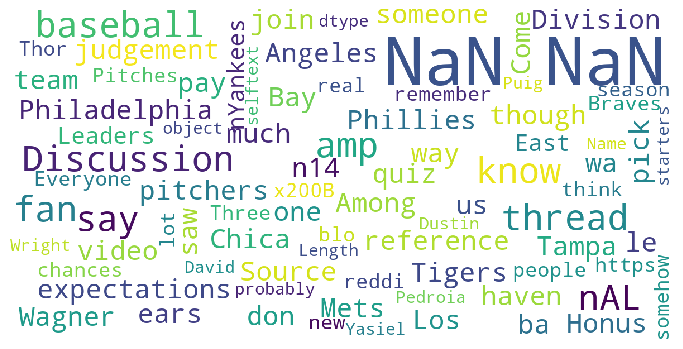 baseball
join
dtype
someone
Come
Division
Thor
judgement
nYankees
Angeles
NaN
NaN
team
Pitches
pay
selftext
Bay
real
remember
Puig
season
Braves
Philadelphia
much
Phillies
though
pick
starters
Leaders
object
n14
amp
way
East
Name
wa
Discussion
quiz
know
think
Everyone
pitchers
x200B
Among
us
fan
say
lot
saw
Three
one
Chica
blo
reference
Dustin
thread
Tampa
le
Wright
video
Length
reddi
Tigers
people
https
somehow
chances
David
Source
expectations
probably
Mets
Pedroia
haven
nAL
Wagner
ears
don
new
Yasiel
Los
ba
Honus